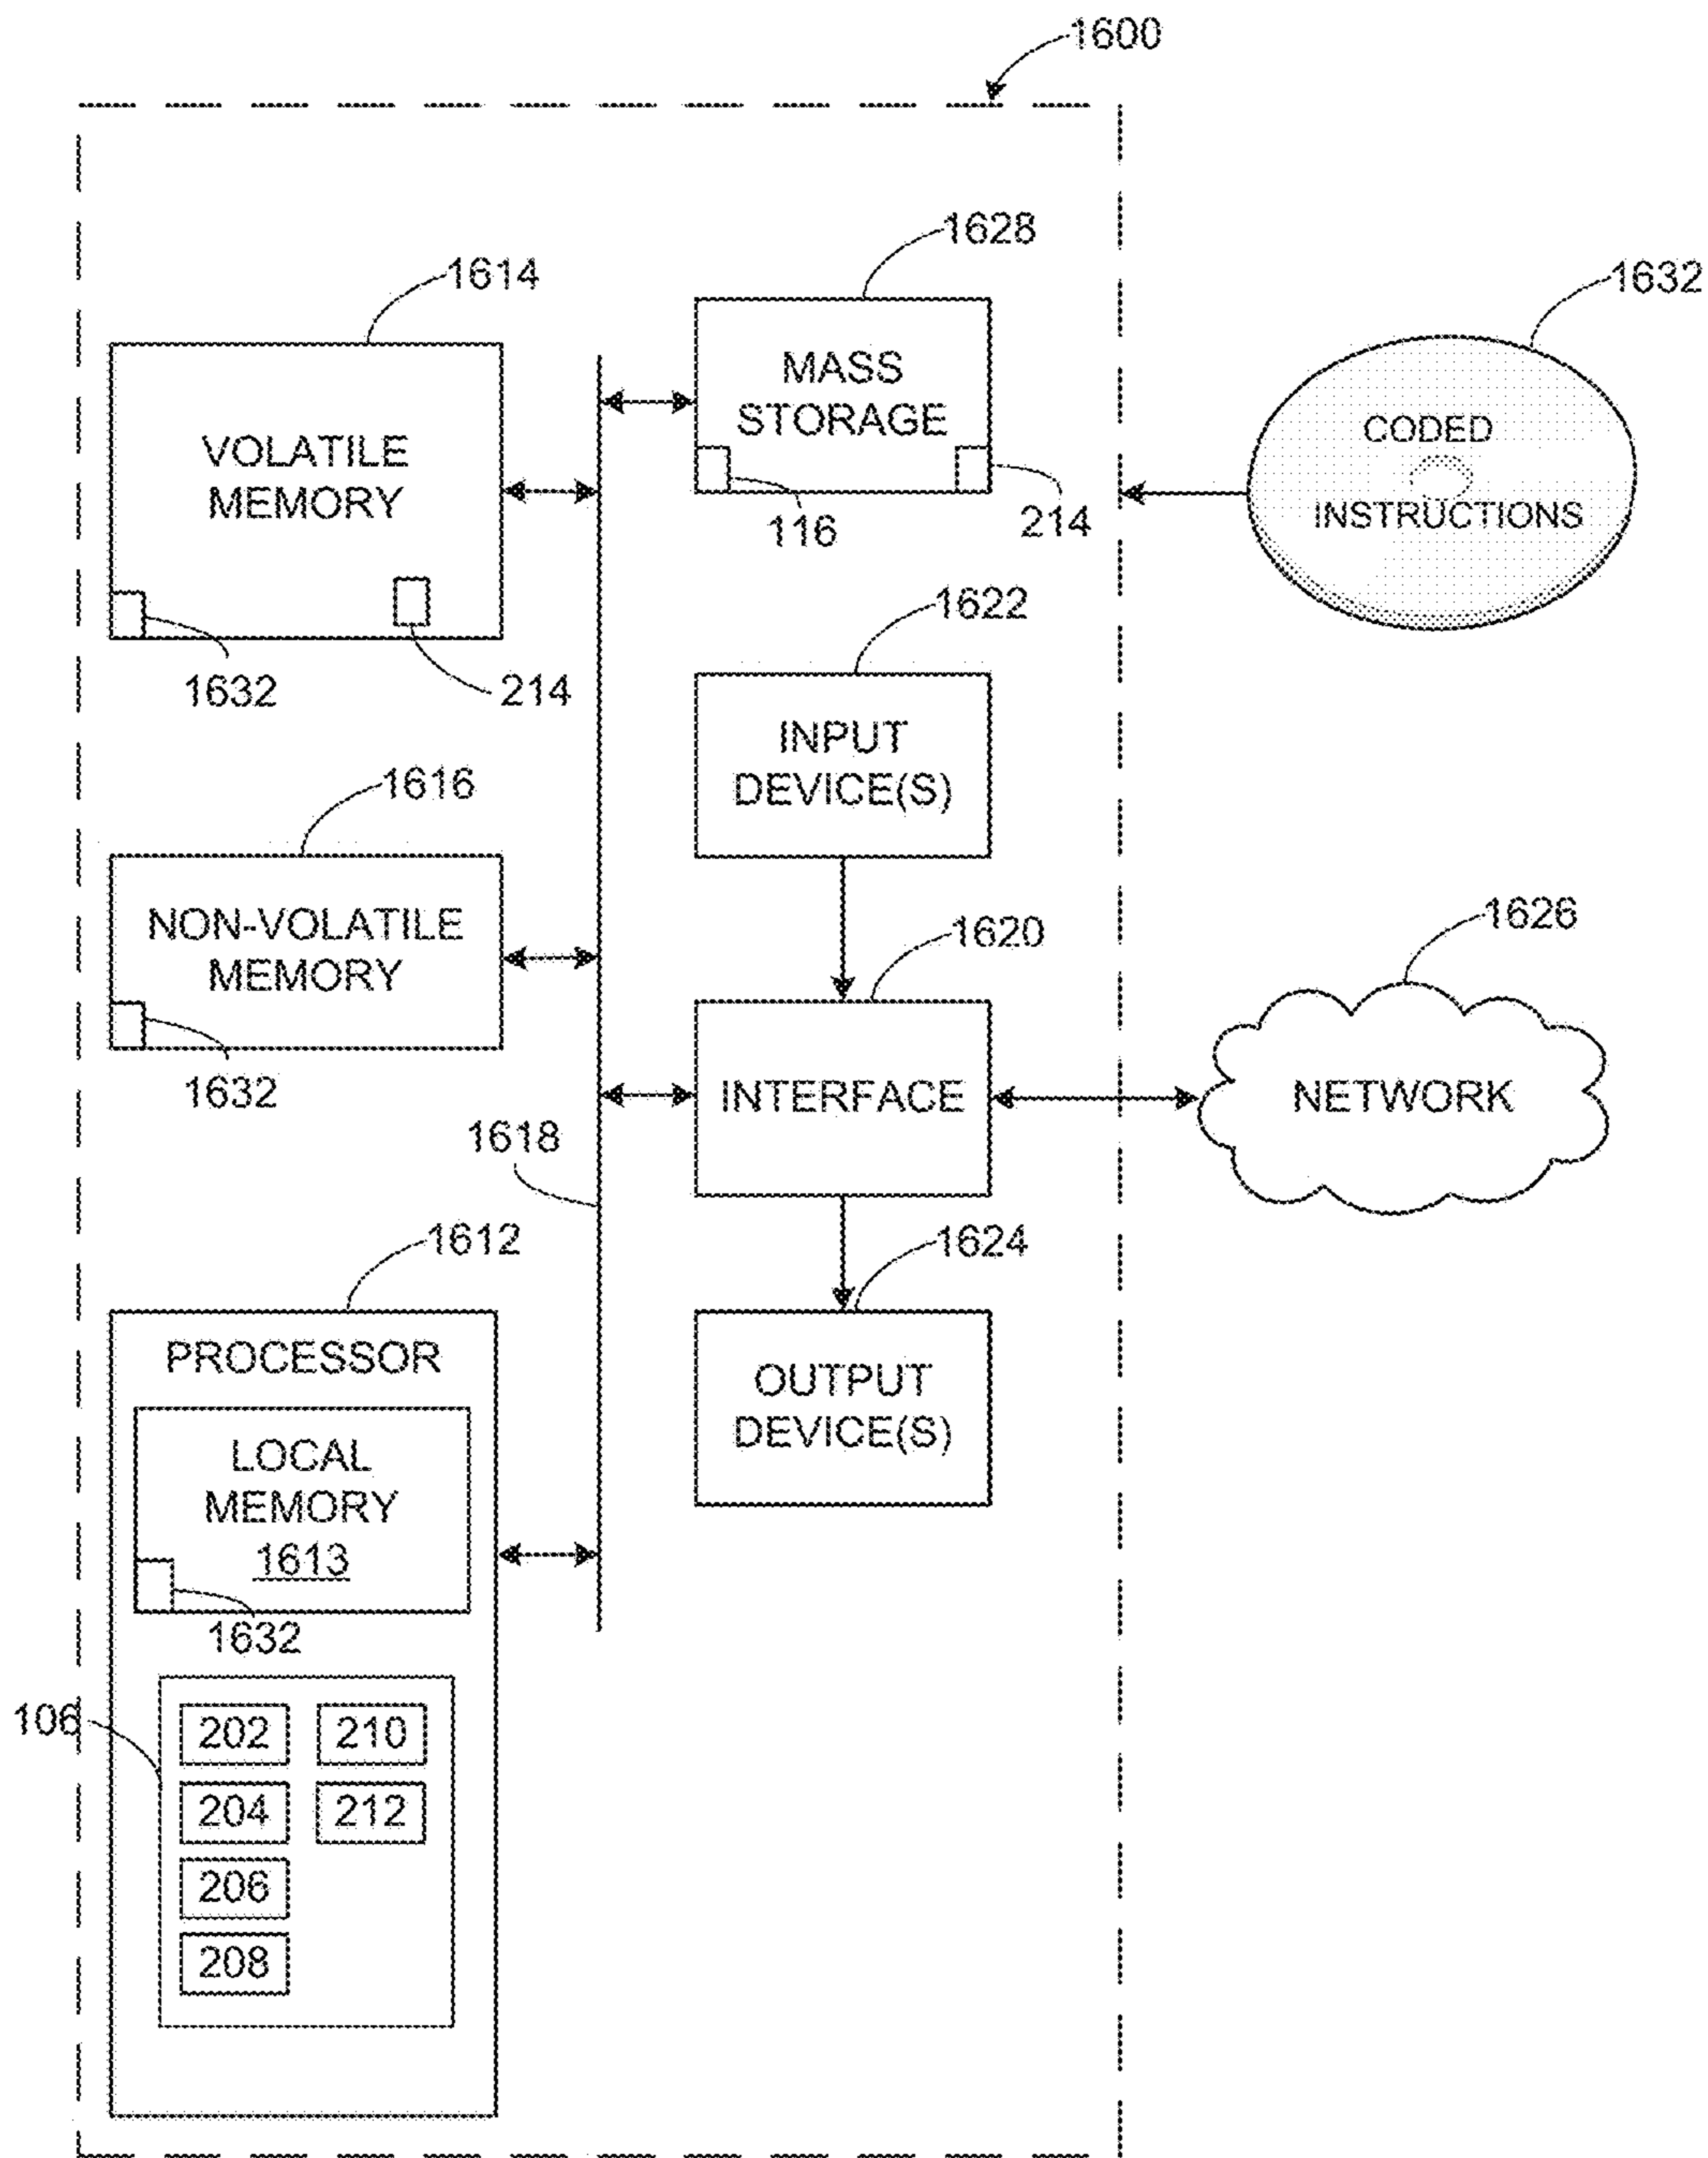 1600
1628
1614
1632
MASS
STORAGE
VOLATILE
MEMORY
CODED
INSTRUCTIONS
116
214
1632
214
1622
INPUT
DEVICE(S)
1616
1620
1626
NON-VOLATILE
MEMORY
1632
INTERFACE
NETWORK
1618
1612
1624
PROCESSOR
OUTPUT
DEVICE(S)
LOCAL
MEMORY
1613
1632
106
202
210
204
212
206
208